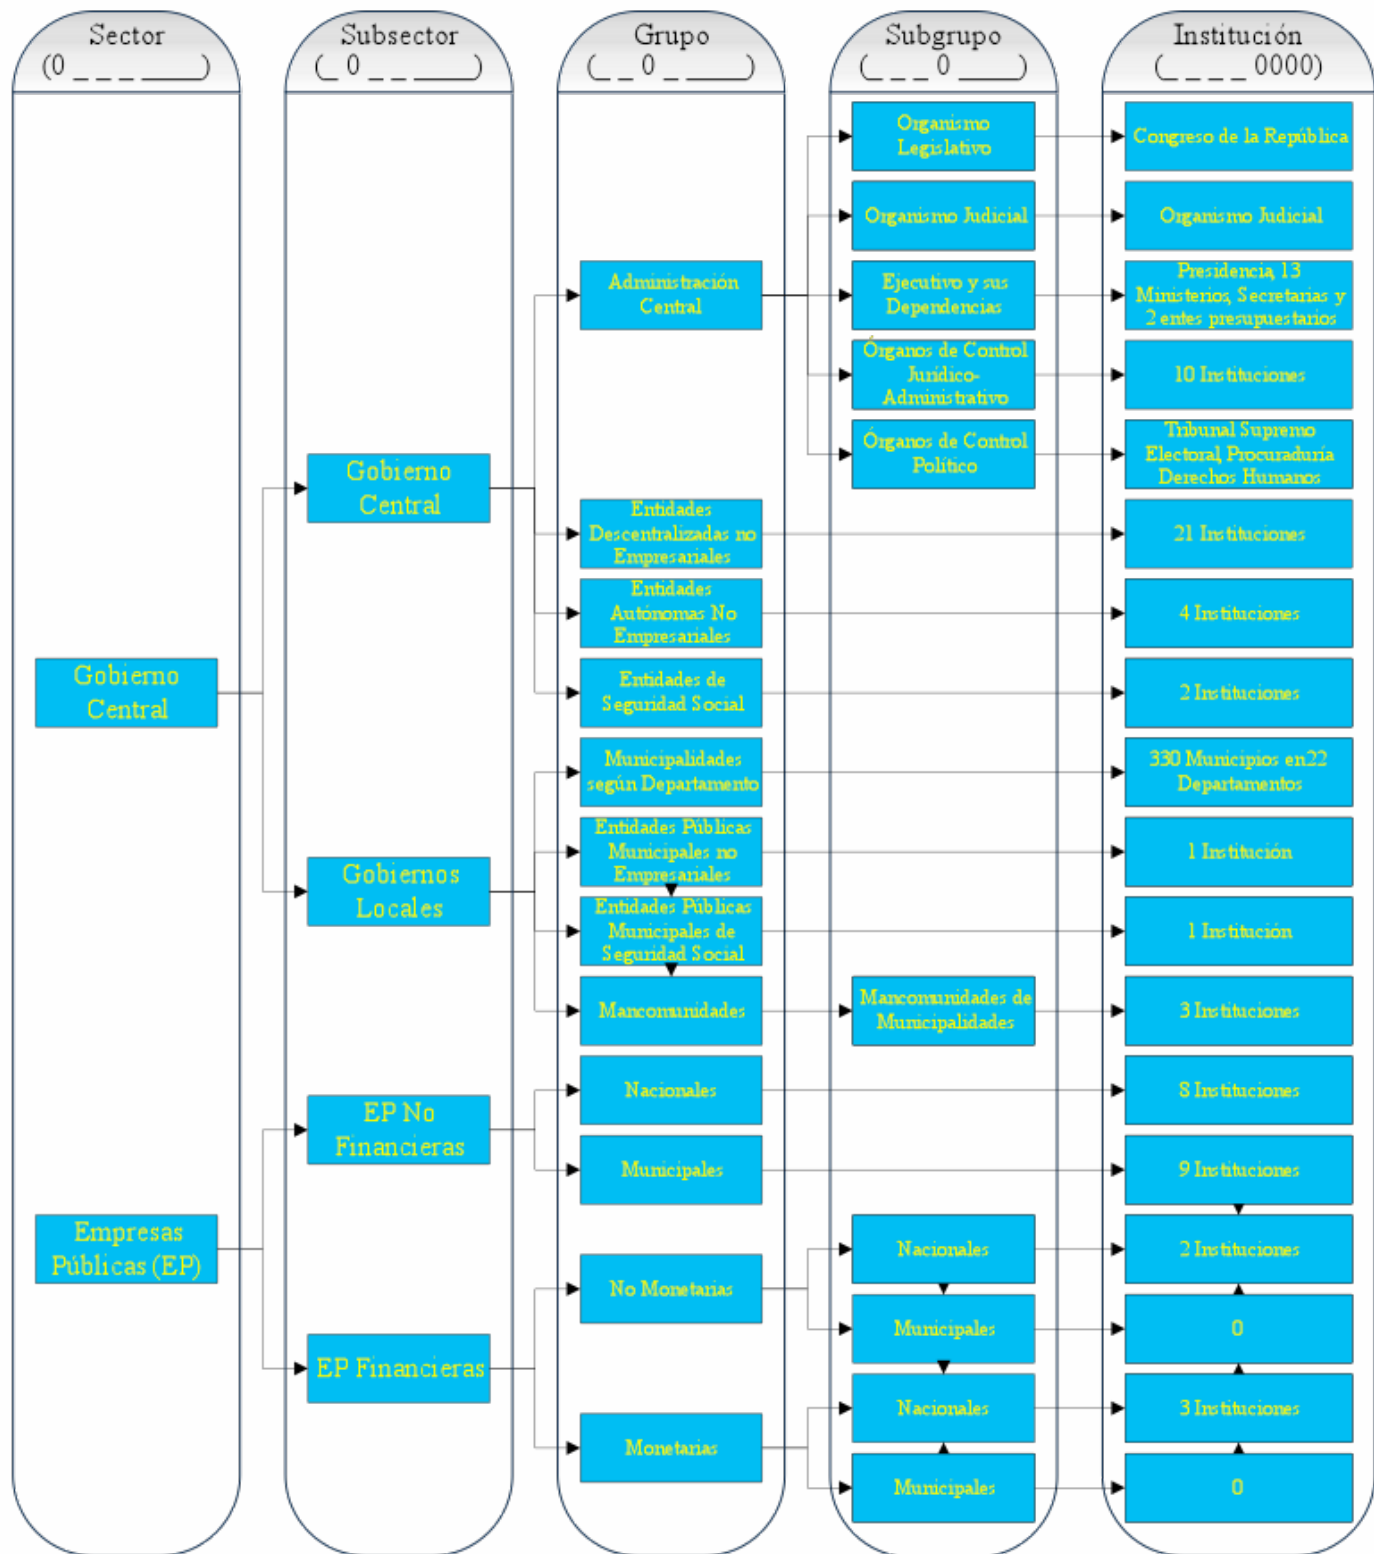 Sector
(0 _ _ _ _ ____)
Subsector
(_ 0 _ _ _ ____)
Grupo
(_ _ 0 _ ____)
Subgrupo
(_ _ _ 0 ____)
Institución
(_ _ _ _ 0000)
Organismo
Legislativo
Congreso de la República
Organismo Judicial
Organismo Judicial
Administración
Central
Ejecutivo y sus
Dependencias
Presidencia, 13
Ministerios, Secretarias y
2 entes presupuestarios
Órganos de Control
Jurídico-
Administrativo
10 Instituciones
Órganos de Control
Político
Tribunal Supremo
Electoral, Procuraduría
Derechos Humanos
Gobierno
Central
Entidades
Descentralizadas no
Empresariales
21 Instituciones
Entidades
Autónomas No
Empresariales
4 Instituciones
Gobierno
Central
Entidades de
Seguridad Social
2 Instituciones
Municipalidades
según Departamento
330 Municipios en 22
Departamentos
Gobiernos
Locales
Entidades Públicas
Municipales no
Empresariales
1 Institución
Entidades Públicas
Municipales de
Seguridad Social
1 Institución
Mancomunidades
Mancomunidades de
Municipalidades
3 Instituciones
EP No
Financieras
Nacionales
8 Instituciones
Municipales
9 Instituciones
Empresas
Públicas (EP)
No Monetarias
Nacionales
2 Instituciones
Municipales
0
EP Financieras
Monetarias
Nacionales
3 Instituciones
Municipales
0